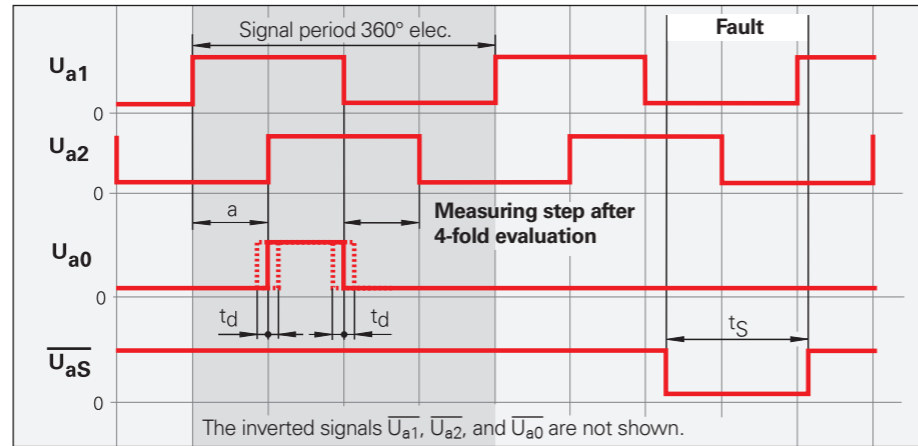 Signal period 360° elec.
Fault
Ua1
0
Ua2
0
a
Measuring step after
4-fold evaluation
Ua0
0
td
td
tS
UaS
0
The inverted signals Ua1, Ua2, and Ua0 are not shown.